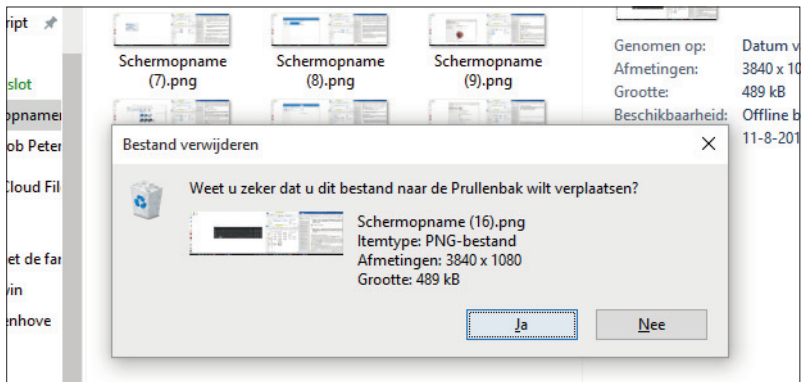 ript
slot
opnamen
ob Peter
Cloud Fil
et de far
vin
enhove
Schermopname
(7).png
Schermopname
(8).png
Schermopname
(9).png
Genomen op: Datum v
Afmetingen: 3840 x 10
Grootte: 489 kB
Beschikbaarheid: Offline b
11-8-201
Bestand verwijderen
Weet u zeker dat u dit bestand naar de Prullenbak wilt verplaatsen?
Schermopname (16).png
Itemtype: PNG-bestand
Afmetingen: 3840 x 1080
Grootte: 489 kB
Ja
Nee